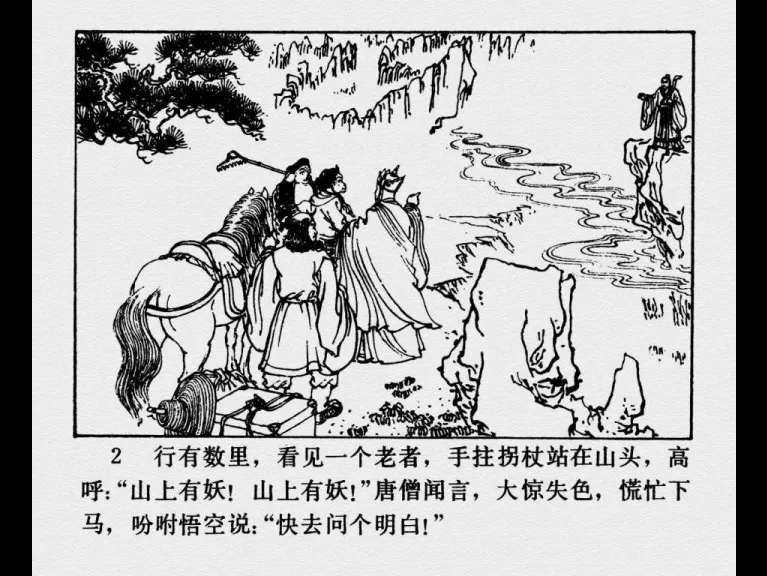 2 行有数里，看见一个老者，手拄拐杖站在山头，高
呼：“山上有妖！山上有妖！”唐僧闻言，大惊失色，慌忙下
马，吩咐悟空说：“快去问个明白！”